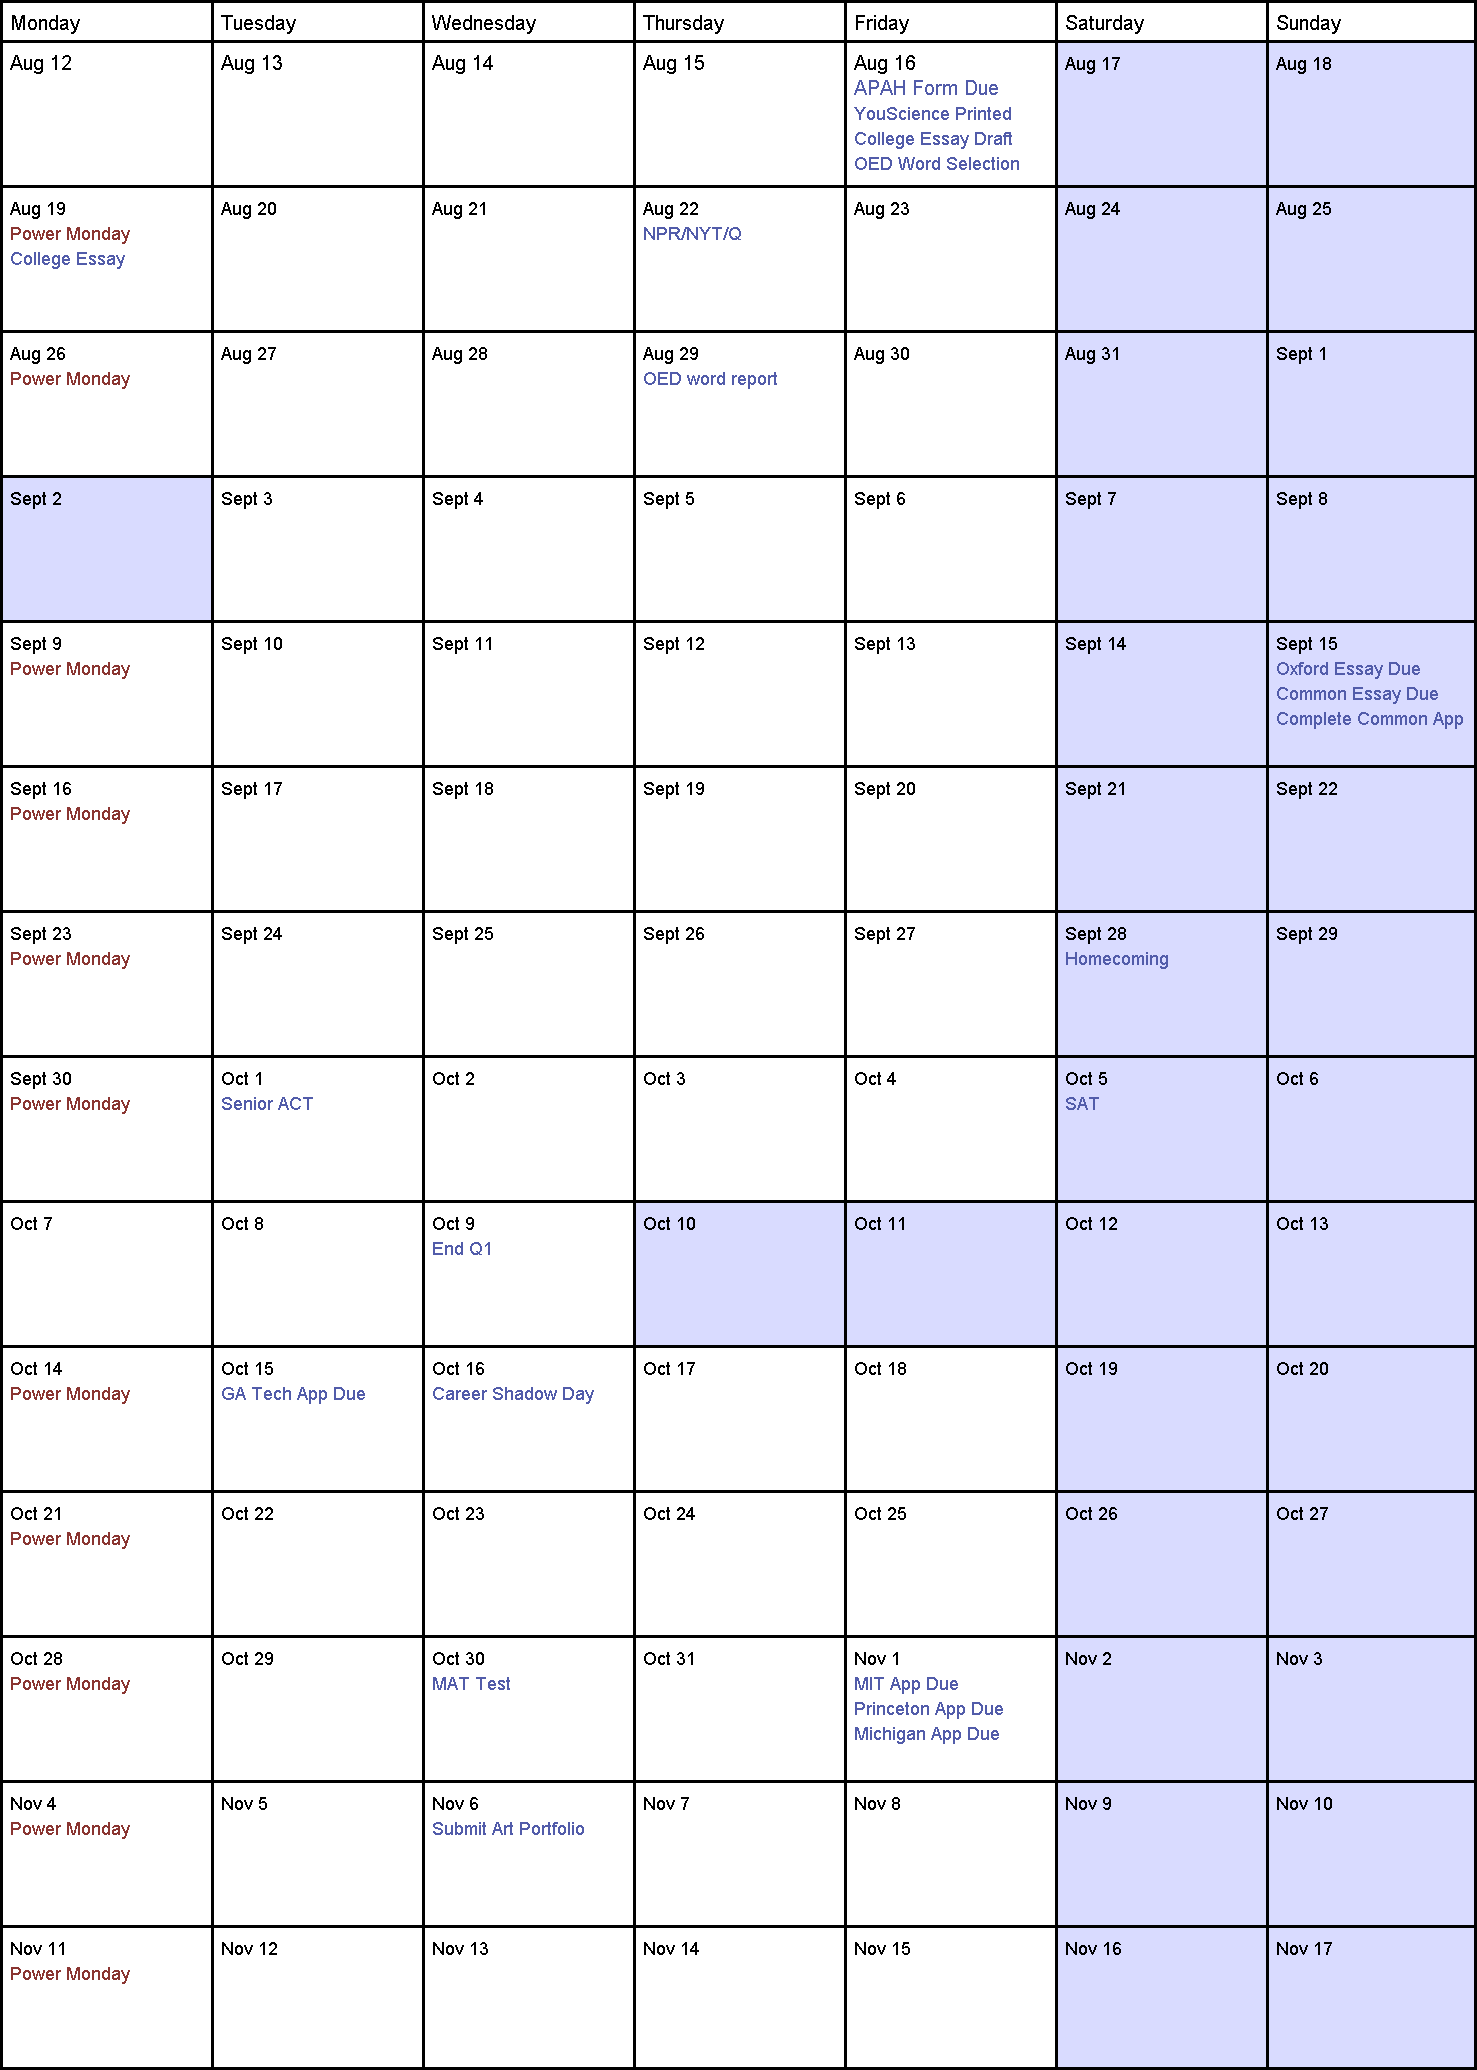 Monday Tuesday Wednesday Thursday Friday Saturday Sunday
Aug 12 Aug 13 Aug 14 Aug 15 Aug 16 Aug 17 Aug 18
APAH Form Due
YouScience Printed
College Essay Draft
OED Word Selection
Aug 19 Aug 20 Aug 21 Aug 22 Aug 23 Aug 24 Aug 25
Power Monday NPR/NYT/Q
College Essay
Aug 26 Aug 27 Aug 28 Aug 29 Aug 30 Aug 31 Sept 1
Power Monday OED word report
Sept 2 Sept 3 Sept 4 Sept 5 Sept 6 Sept 7 Sept 8
Sept 9 Sept 10 Sept 11 Sept 12 Sept 13 Sept 14 Sept 15
Power Monday Oxford Essay Due
Common Essay Due
Complete Common App
Sept 16 Sept 17 Sept 18 Sept 19 Sept 20 Sept 21 Sept 22
Power Monday
Sept 23 Sept 24 Sept 25 Sept 26 Sept 27 Sept 28 Sept 29
Power Monday Homecoming
Sept 30 Oct 1 Oct 2 Oct 3 Oct 4 Oct 5 Oct 6
Power Monday Senior ACT SAT
Oct 7 Oct 8 Oct 9 Oct 10 Oct 11 Oct 12 Oct 13
End Q1
Oct 14 Oct 15 Oct 16 Oct 17 Oct 18 Oct 19 Oct 20
Power Monday GA Tech App Due Career Shadow Day
Oct 21 Oct 22 Oct 23 Oct 24 Oct 25 Oct 26 Oct 27
Power Monday
Oct 28 Oct 29 Oct 30 Oct 31 Nov 1 Nov 2 Nov 3
Power Monday MAT Test MIT App Due
Princeton App Due
Michigan App Due
Nov 4 Nov 5 Nov 6 Nov 7 Nov 8 Nov 9 Nov 10
Power Monday Submit Art Portfolio
Nov 11 Nov 12 Nov 13 Nov 14 Nov 15 Nov 16 Nov 17
Power Monday